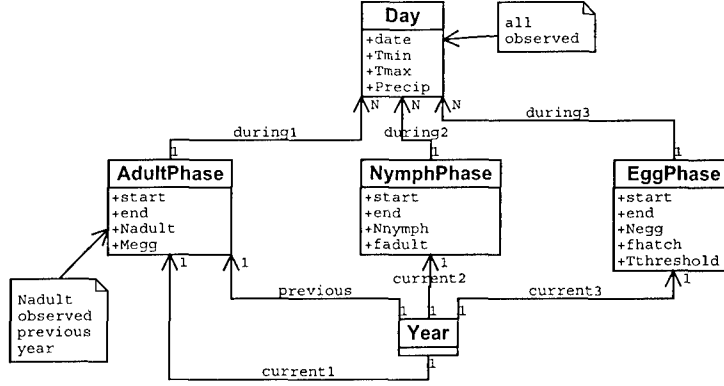 Day
+date
+Tmin
+Tmax
+Precip
all
observed
N
N
N
during1
during2
during3
1
1
1
AdultPhase
+start
+end
+Nadult
+Megg
NymphPhase
+start
+end
+Nnymph
+fadult
EggPhase
+start
+end
+Negg
+fhatch
+Tthreshold
1
1
1
1
Nadult
observed
previous
year
previous
current2
current3
1
1
1
Year
1
current1